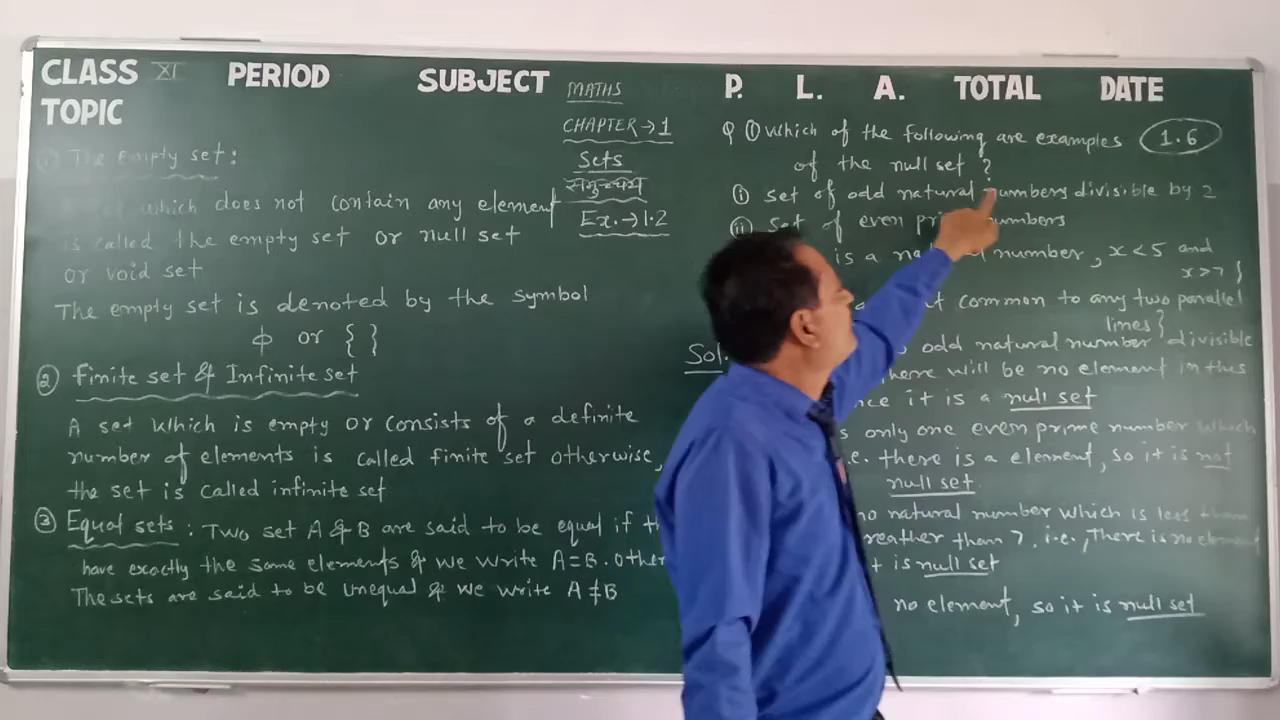 CLASS XI PERIOD SUBJECT MATHS P. L. A. TOTAL DATE
TOPIC
CHAPTER → 1
Sets
समुच्चय
Ex. → 1.2
① The empty set :
which does not contain any element
is called the empty set or null set
or void set
The empty set is denoted by the symbol
ϕ or { }
② Finite set & Infinite set
A set which is empty or consists of a definite
number of elements is called finite set otherwise,
the set is called infinite set
③ Equal sets : Two set A & B are said to be equal if
have exactly the same elements & we write A = B. Other
The sets are said to be unequal & we write A ≠ B
Q ① Which of the following are examples 1.6
of the null set ?
ⓘ set of odd natural numbers divisible by 2
ⅱ set of even numbers
is a number, x < 5 and
x > 7 }
common to any two parallel
lines }
Sol. odd natural number divisible
there will be no element in this
it is a null set
only one even prime number which
i.e. there is a element, so it is not
null set.
no natural number which is less than
greather than 7. i.e., There is no element
it is null set
no element, so it is null set